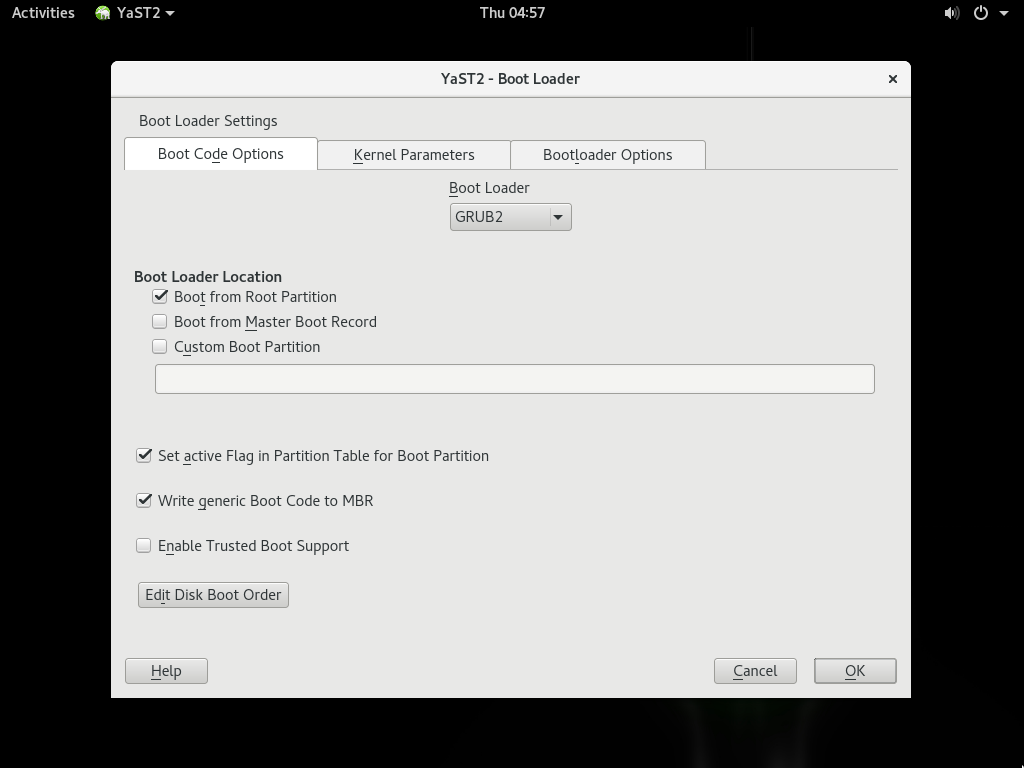 Activities YaST2 Thu 04:57
YaST2 - Boot Loader
Boot Loader Settings
Boot Code Options Kernel Parameters Bootloader Options
Boot Loader
GRUB2
Boot Loader Location
Boot from Root Partition
Boot from Master Boot Record
Custom Boot Partition
Set active Flag in Partition Table for Boot Partition
Write generic Boot Code to MBR
Enable Trusted Boot Support
Edit Disk Boot Order
Help Cancel OK